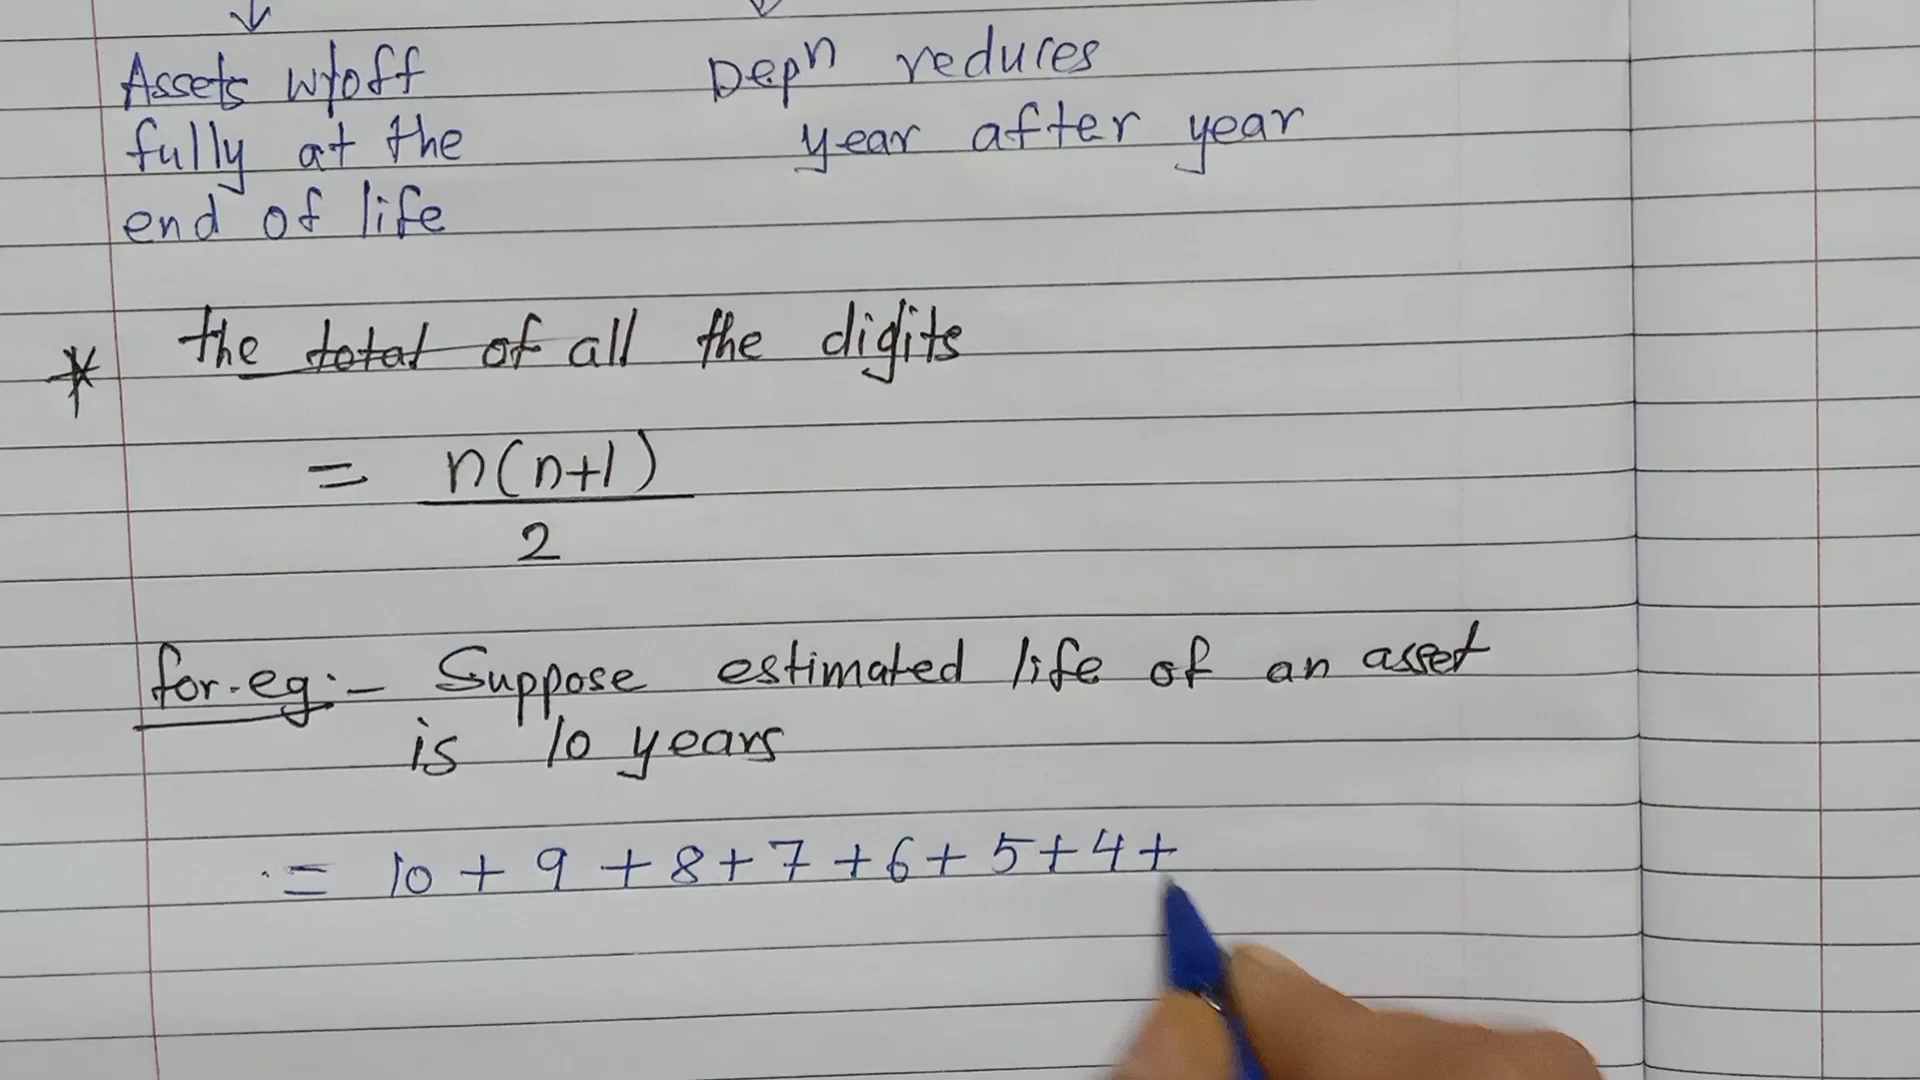 Assets w/off
fully at the
end of life
Depn reduces
year after year
* the total of all the digits
= n(n+1)
2
for.eg:- Suppose estimated life of an asset
is 10 years
= 10 + 9 + 8 + 7 + 6 + 5 + 4 +